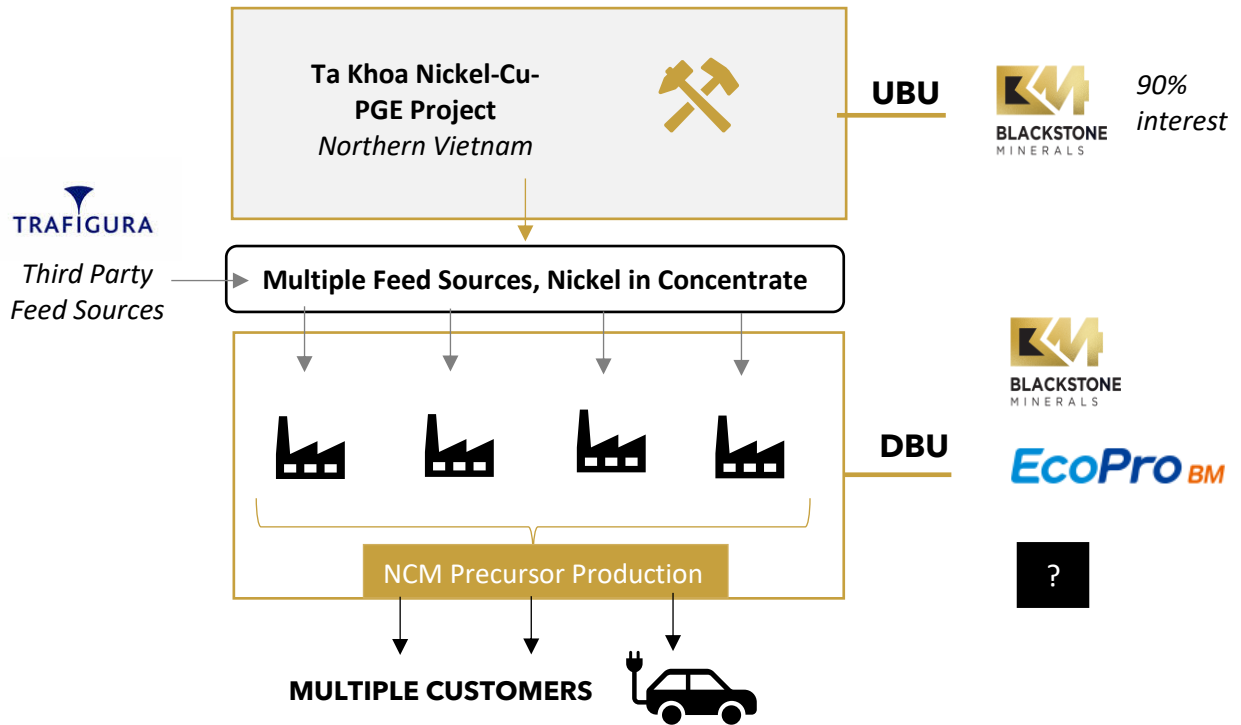 Ta Khoa Nickel-Cu-
PGE Project
Northern Vietnam
UBU
BLACKSTONE
MINERALS
90%
interest
TRAFIGURA
Third Party
Feed Sources
Multiple Feed Sources, Nickel in Concentrate
BLACKSTONE
MINERALS
DBU
EcoPro BM
NCM Precursor Production
?
MULTIPLE CUSTOMERS